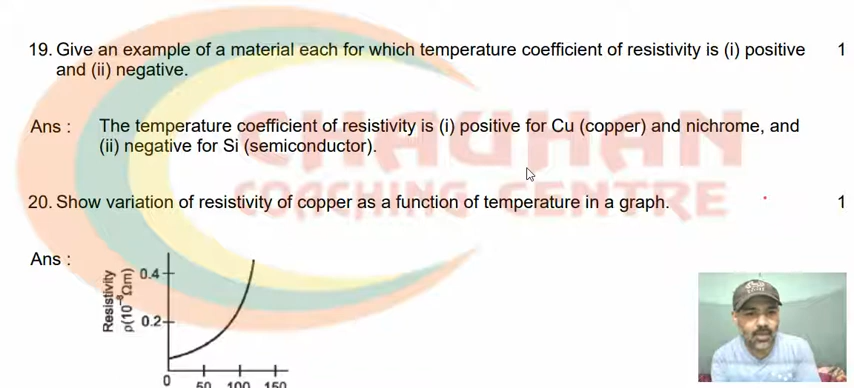 19. Give an example of a material each for which temperature coefficient of resistivity is (i) positive 1
and (ii) negative.
Ans : The temperature coefficient of resistivity is (i) positive for Cu (copper) and nichrome, and
(ii) negative for Si (semiconductor).
CHAUHAN
COACHING CENTRE
20. Show variation of resistivity of copper as a function of temperature in a graph. 1
Ans :
Resistivity
ρ(10⁻⁸Ωm)
0.4
0.2
0 50 100 150